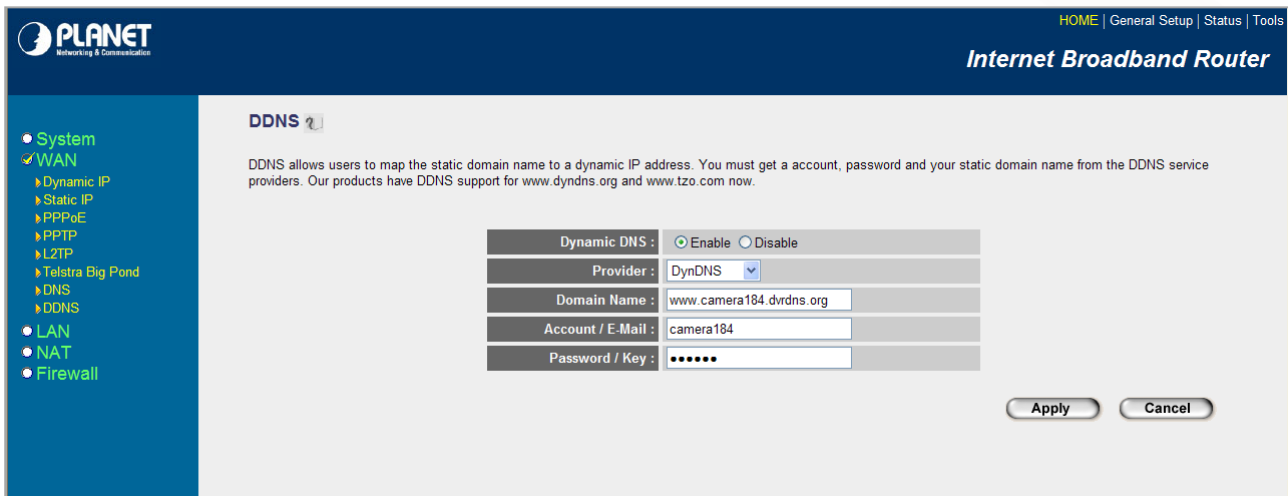 PLANET
Networking & Communication
HOME | General Setup | Status | Tools
Internet Broadband Router
System
WAN
Dynamic IP
Static IP
PPPoE
PPTP
L2TP
Telstra Big Pond
DNS
DDNS
LAN
NAT
Firewall
DDNS
DDNS allows users to map the static domain name to a dynamic IP address. You must get a account, password and your static domain name from the DDNS service
providers. Our products have DDNS support for www.dyndns.org and www.tzo.com now.
Dynamic DNS : Enable Disable
Provider : DynDNS
Domain Name : www.camera184.dvrdns.org
Account / E-Mail : camera184
Password / Key : ●●●●●●
Apply Cancel